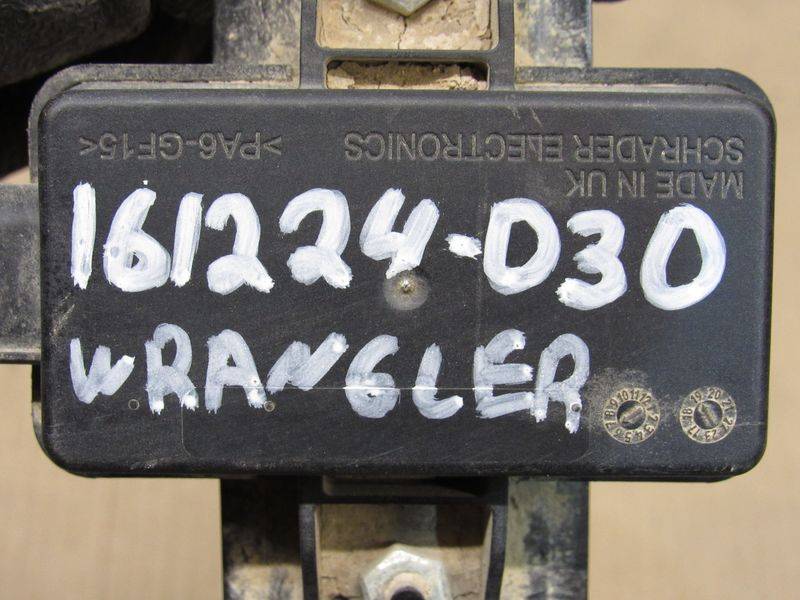 >PA6-GF15<
SCHRADER ELECTRONICS
MADE IN UK
161224-D30
WRANGLER